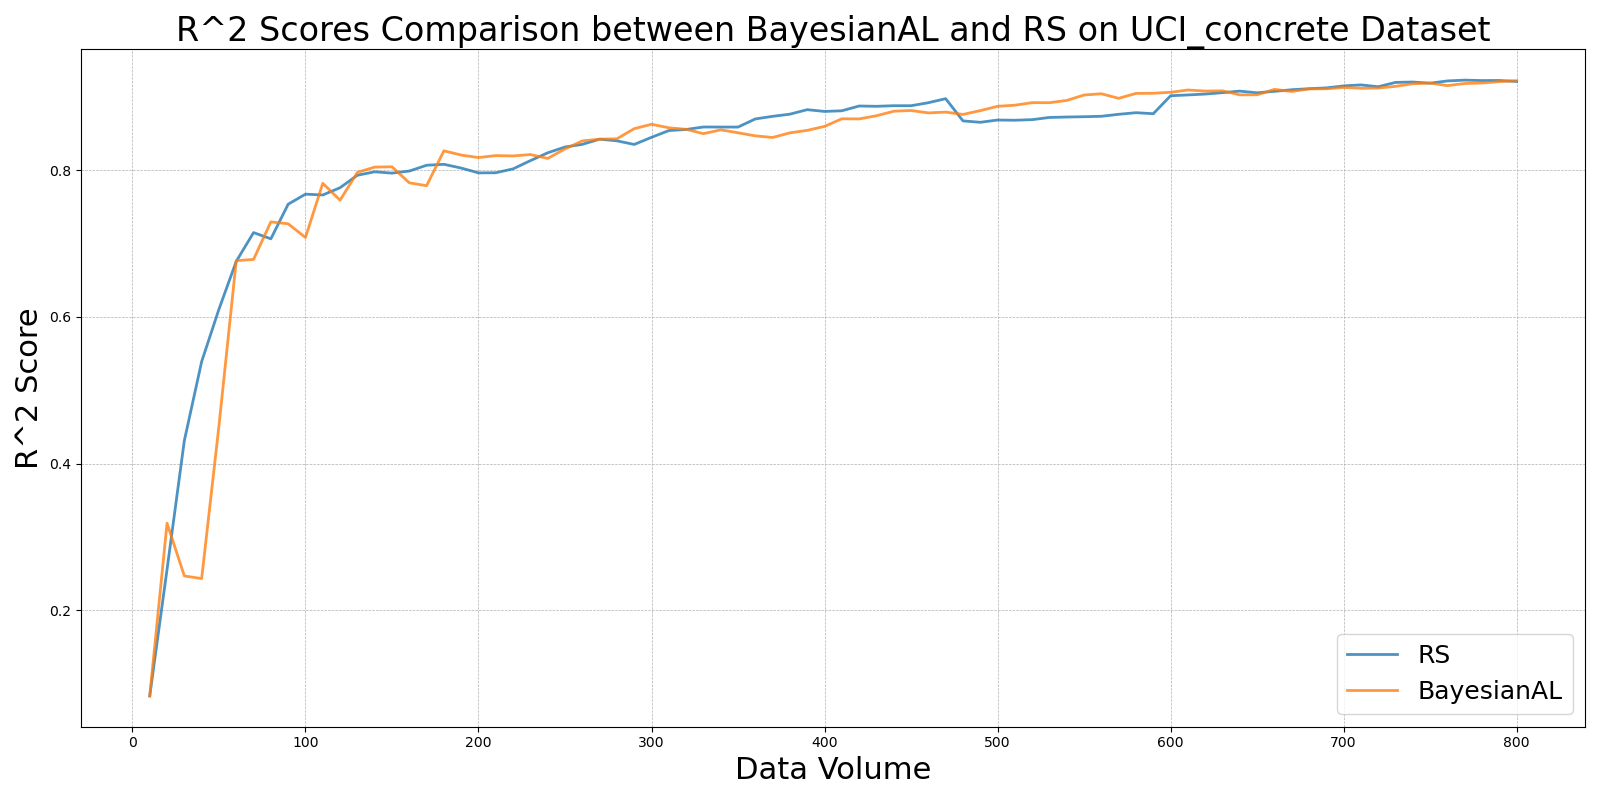 R^2 Scores Comparison between BayesianAL and RS on UCI_concrete Dataset
R^2 Score
0.8
0.6
0.4
0.2
0 100 200 300 400 500 600 700 800
Data Volume
RS
BayesianAL